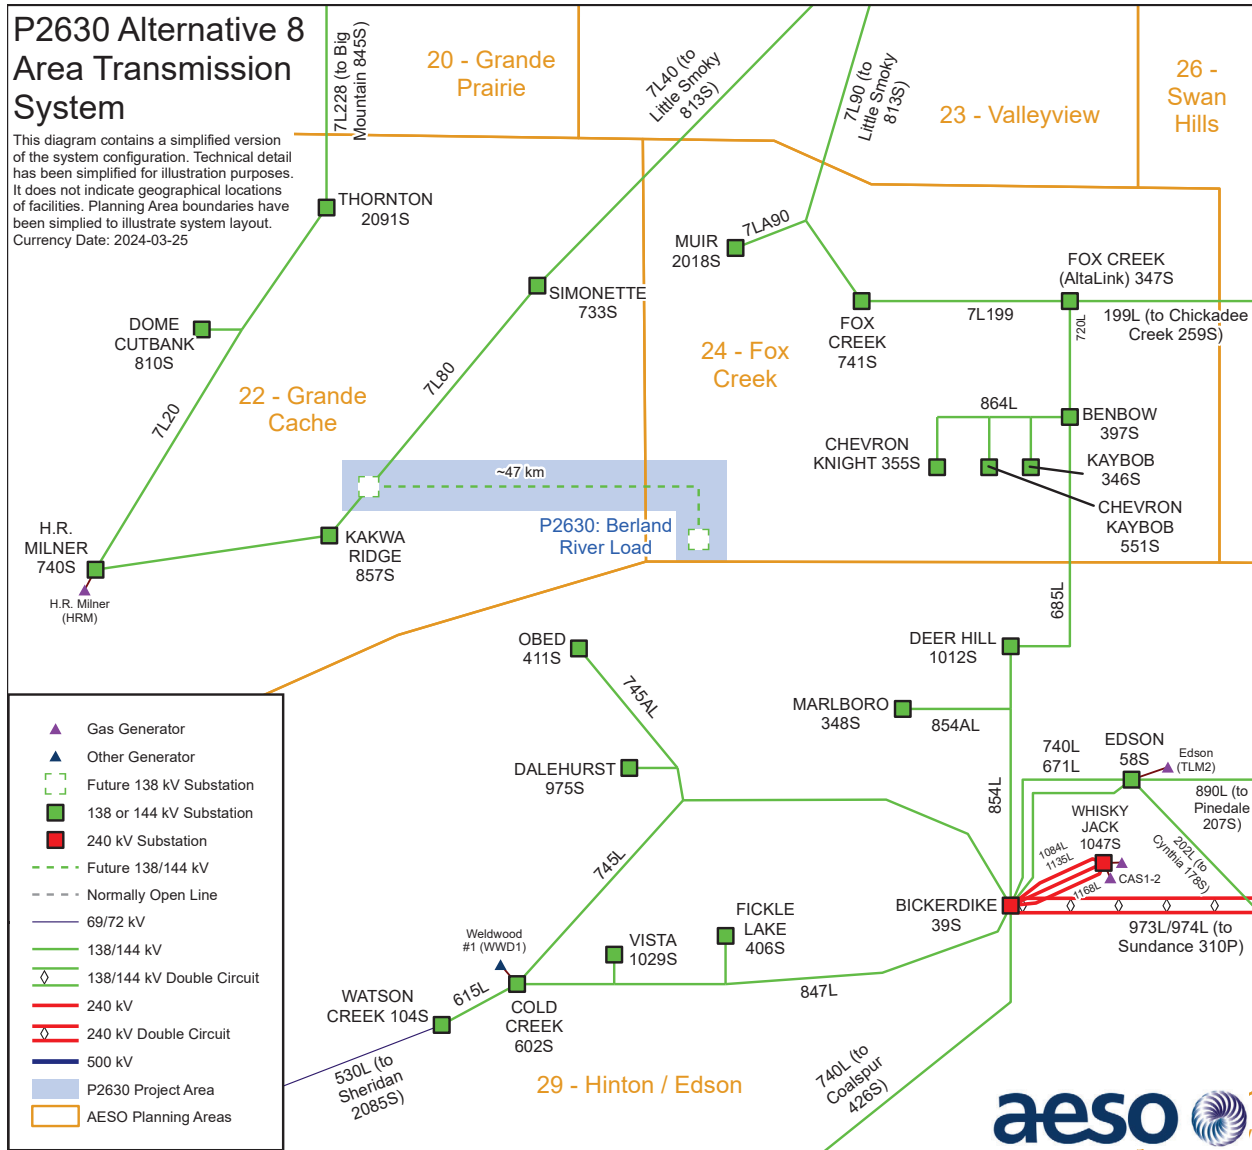 P2630 Alternative 8
Area Transmission
System
This diagram contains a simplified version
of the system configuration. Technical detail
has been simplified for illustration purposes.
It does not indicate geographical locations
of facilities. Planning Area boundaries have
been simplied to illustrate system layout.
Currency Date: 2024-03-25
7L228 (to Big
Mountain 845S)
20 - Grande
Prairie
7L40 (to
Little Smoky
813S)
7L90 (to
Little Smoky
813S)
23 - Valleyview
26 -
Swan
Hills
THORNTON
2091S
7LA90
MUIR
2018S
SIMONETTE
733S
FOX CREEK
(AltaLink) 347S
DOME
CUTBANK
810S
FOX
CREEK
741S
7L199
720L
199L (to Chickadee
Creek 259S)
24 - Fox
Creek
22 - Grande
Cache
7L80
7L20
864L
BENBOW
397S
CHEVRON
KNIGHT 355S
KAYBOB
346S
CHEVRON
KAYBOB
551S
~47 km
P2630: Berland
River Load
H.R.
MILNER
740S
H.R. Milner
(HRM)
KAKWA
RIDGE
857S
685L
OBED
411S
745AL
DEER HILL
1012S
MARLBORO
348S
854AL
DALEHURST
975S
854L
740L
671L
EDSON
58S
Edson
(TLM2)
890L (to
Pinedale
207S)
WHISKY
JACK
1047S
202L (to
Cynthia 178S)
1084L
1135L
1168L
CAS1-2
745L
BICKERDIKE
39S
973L/974L (to
Sundance 310P)
FICKLE
LAKE
406S
VISTA
1029S
Weldwood
#1 (WWD1)
847L
WATSON
CREEK 104S
615L
COLD
CREEK
602S
530L (to
Sheridan
2085S)
740L (to
Coalspur
426S)
29 - Hinton / Edson
Gas Generator
Other Generator
Future 138 kV Substation
138 or 144 kV Substation
240 kV Substation
Future 138/144 kV
Normally Open Line
69/72 kV
138/144 kV
138/144 kV Double Circuit
240 kV
240 kV Double Circuit
500 kV
P2630 Project Area
AESO Planning Areas
aeso